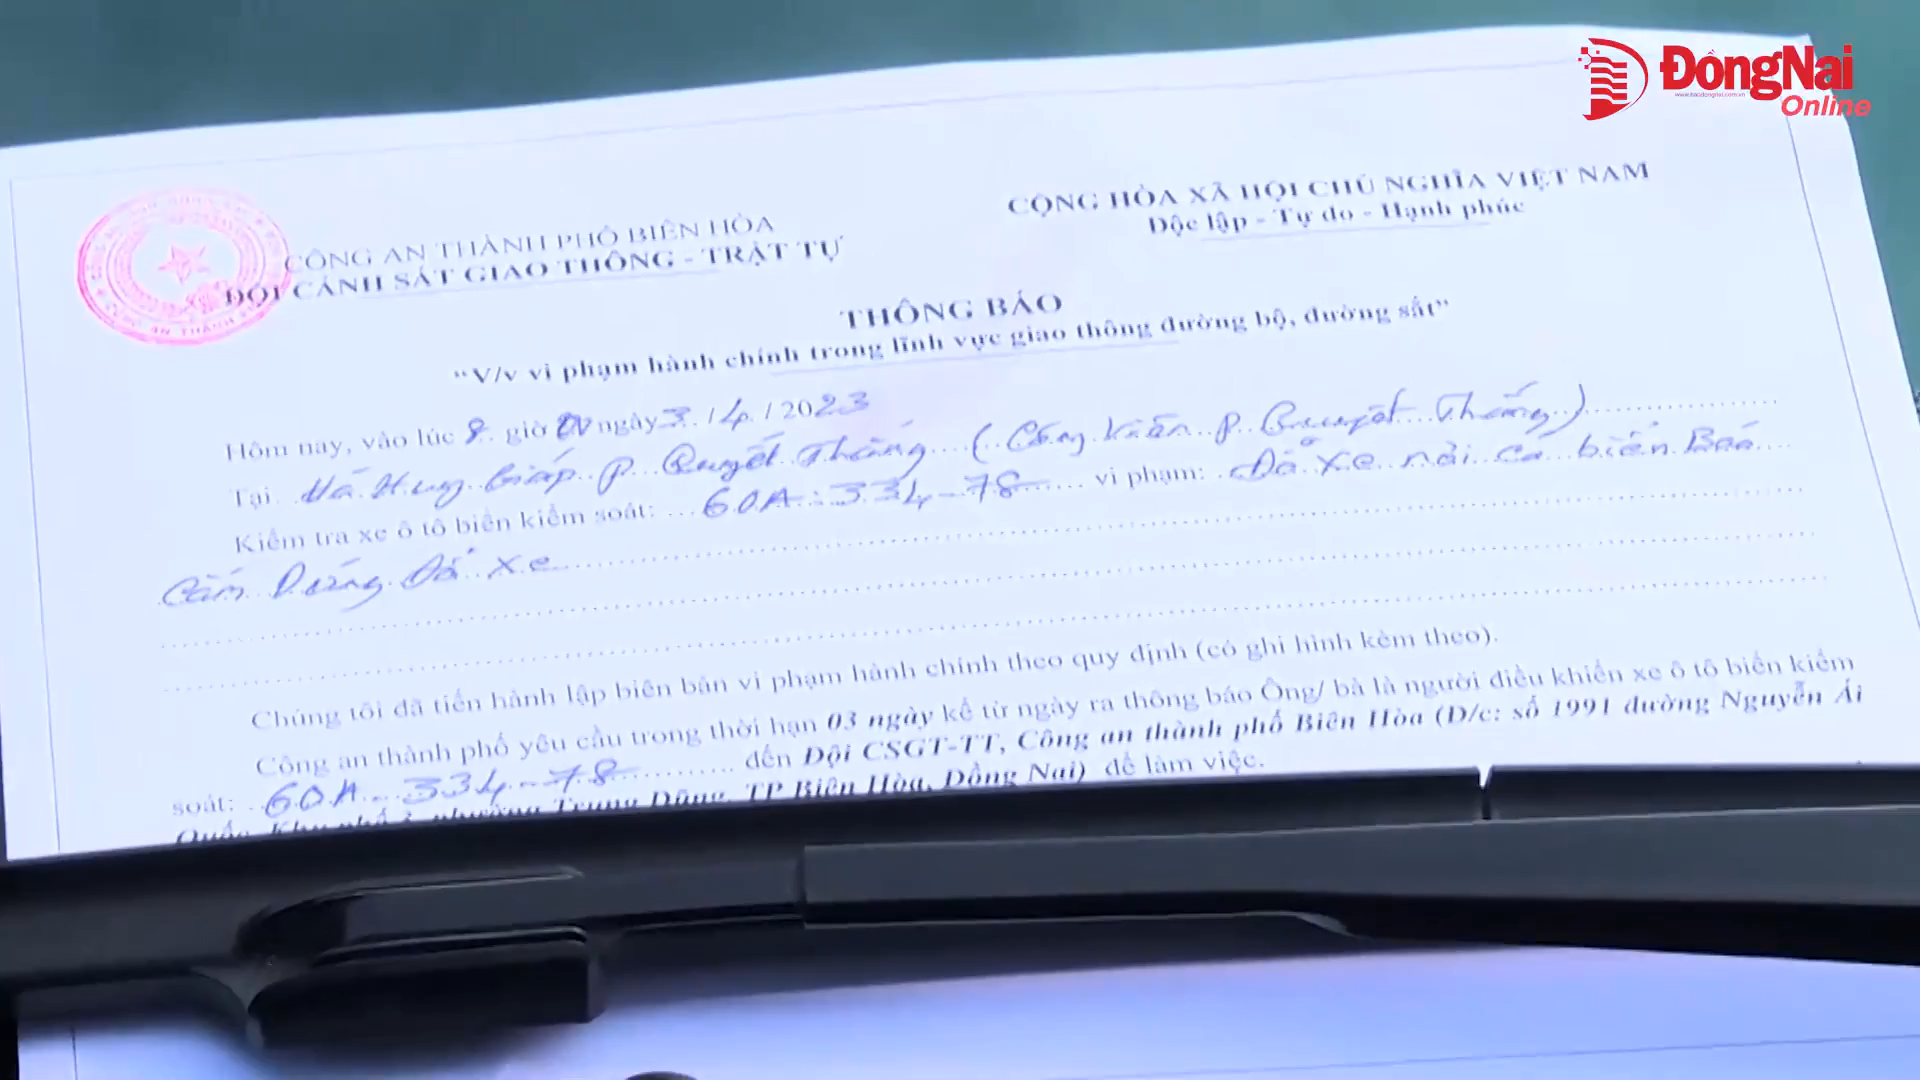 ĐồngNai
www.baodongnai.com.vn
Online
CỘNG HÒA XÃ HỘI CHỦ NGHĨA VIỆT NAM
Độc lập - Tự do - Hạnh phúc
CÔNG AN THÀNH PHỐ BIÊN HÒA
ĐỘI CẢNH SÁT GIAO THÔNG - TRẬT TỰ
THÔNG BÁO
"V/v vi phạm hành chính trong lĩnh vực giao thông đường bộ, đường sắt"
Hôm nay, vào lúc 8 giờ 00 ngày 3 / 4 / 2023
Tại Hà Huy Giáp P Quyết Thắng (Công Viên P Quyết Thắng)
Kiểm tra xe ô tô biển kiểm soát: 60A - 334-78 vi phạm: Đỗ xe nơi có biển Báo
Cấm Dừng Đỗ xe
Chúng tôi đã tiến hành lập biên bản vi phạm hành chính theo quy định (có ghi hình kèm theo).
Công an thành phố yêu cầu trong thời hạn 03 ngày kể từ ngày ra thông báo Ông/ bà là người điều khiển xe ô tô biển kiểm
soát: 60A - 334-78 đến Đội CSGT-TT, Công an thành phố Biên Hòa (Đ/c: số 1991 đường Nguyễn Ái
Quốc, Khu phố 3, phường Trung Dũng, TP Biên Hòa, Đồng Nai) để làm việc.